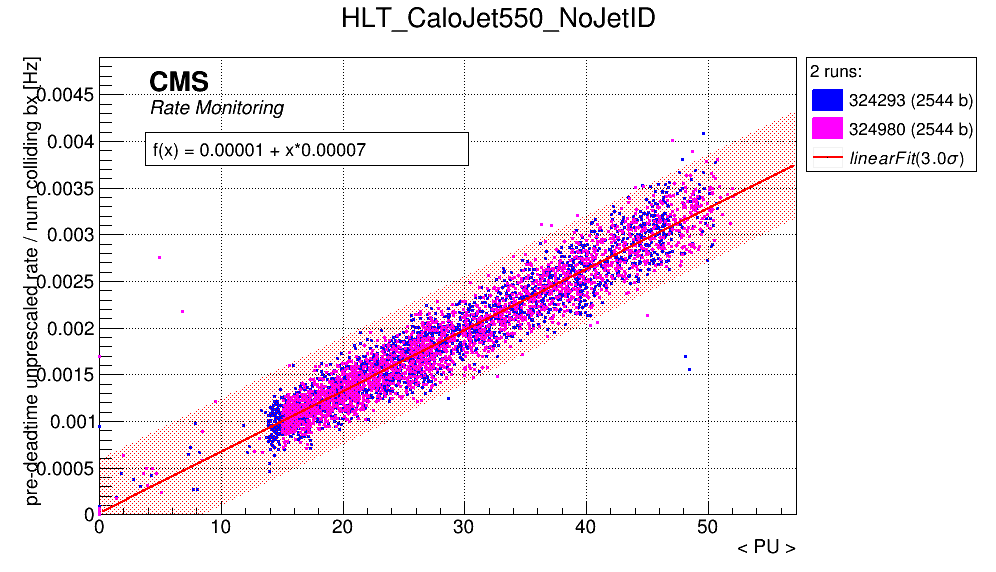 HLT_CaloJet550_NoJetID
pre-deadtime unprescaled rate / num colliding bx [Hz]
CMS
Rate Monitoring
f(x) = 0.00001 + x*0.00007
2 runs:
324293 (2544 b)
324980 (2544 b)
linearFit(3.0σ)
0.0045
0.004
0.0035
0.003
0.0025
0.002
0.0015
0.001
0.0005
0
0 10 20 30 40 50
< PU >